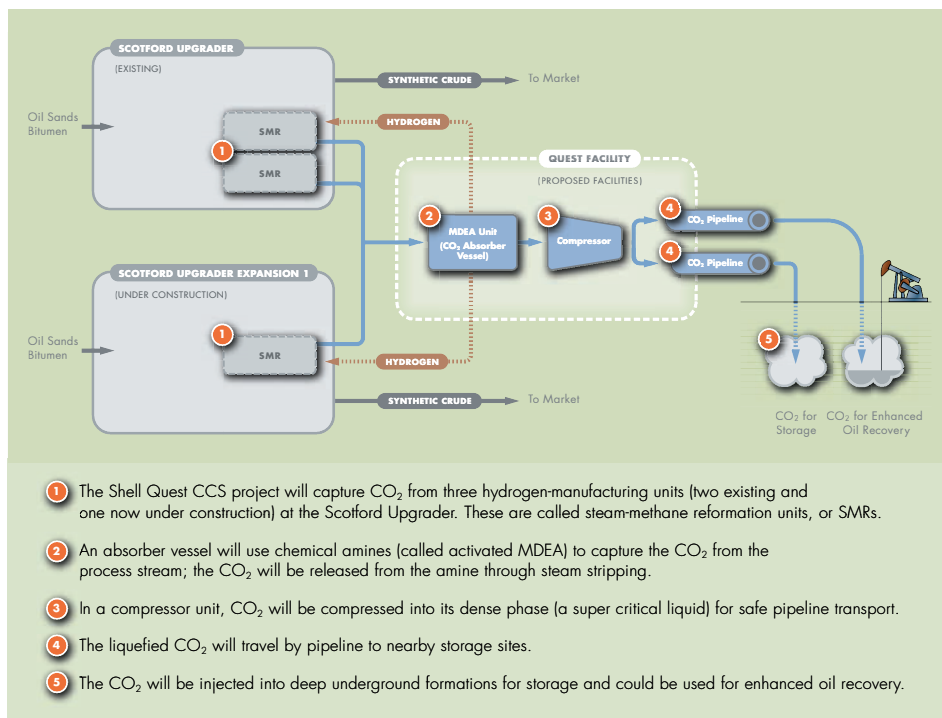 SCOTFORD UPGRADER
(EXISTING)
SYNTHETIC CRUDE
To Market
Oil Sands
Bitumen
SMR
HYDROGEN
1
SMR
QUEST FACILITY
(PROPOSED FACILITIES)
2
MDEA Unit
(CO₂ Absorber
Vessel)
3
Compressor
4
CO₂ Pipeline
4
CO₂ Pipeline
SCOTFORD UPGRADER EXPANSION 1
(UNDER CONSTRUCTION)
Oil Sands
Bitumen
1
SMR
HYDROGEN
SYNTHETIC CRUDE
To Market
5
CO₂ for
Storage
CO₂ for Enhanced
Oil Recovery
1 The Shell Quest CCS project will capture CO₂ from three hydrogen-manufacturing units (two existing and
one now under construction) at the Scotford Upgrader. These are called steam-methane reformation units, or SMRs.
2 An absorber vessel will use chemical amines (called activated MDEA) to capture the CO₂ from the
process stream; the CO₂ will be released from the amine through steam stripping.
3 In a compressor unit, CO₂ will be compressed into its dense phase (a super critical liquid) for safe pipeline transport.
4 The liquefied CO₂ will travel by pipeline to nearby storage sites.
5 The CO₂ will be injected into deep underground formations for storage and could be used for enhanced oil recovery.